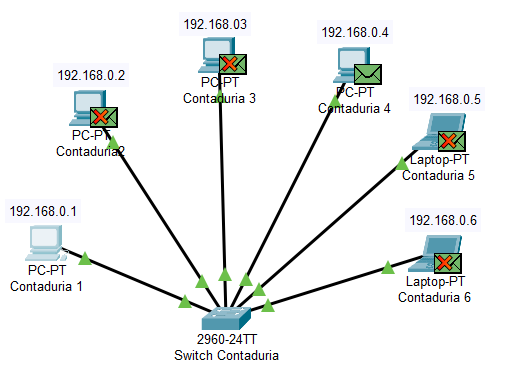 192.168.03
PC-PT
Contaduria 3
192.168.0.4
PC-PT
Contaduria 4
192.168.0.2
PC-PT
Contaduria2
192.168.0.5
Laptop-PT
Contaduria 5
192.168.0.1
PC-PT
Contaduria 1
192.168.0.6
Laptop-PT
Contaduria 6
2960-24TT
Switch Contaduria